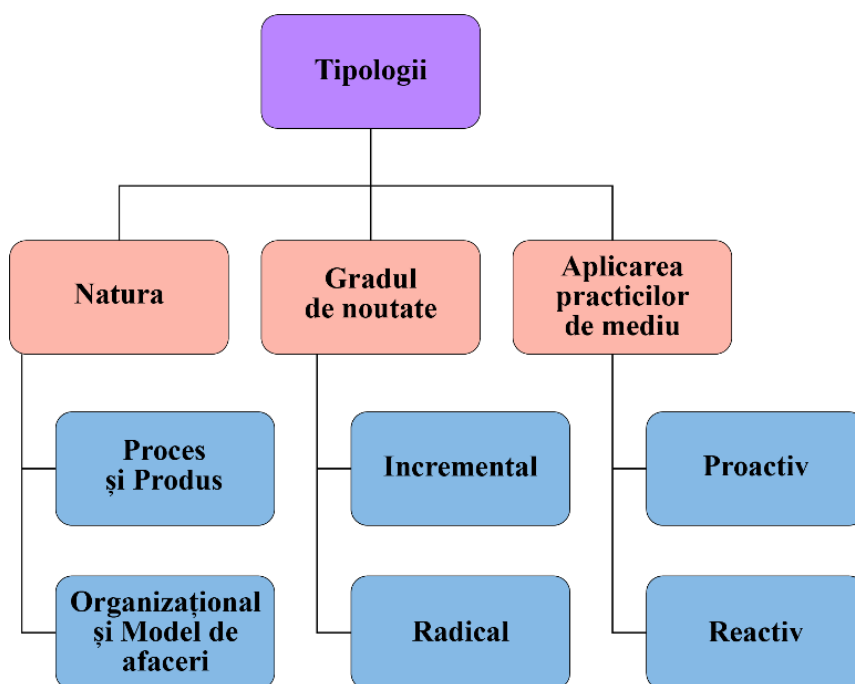 Tipologii
Natura
Gradul
de noutate
Aplicarea
practicilor
de mediu
Proces
și Produs
Incremental
Proactiv
Organizațional
și Model de
afaceri
Radical
Reactiv